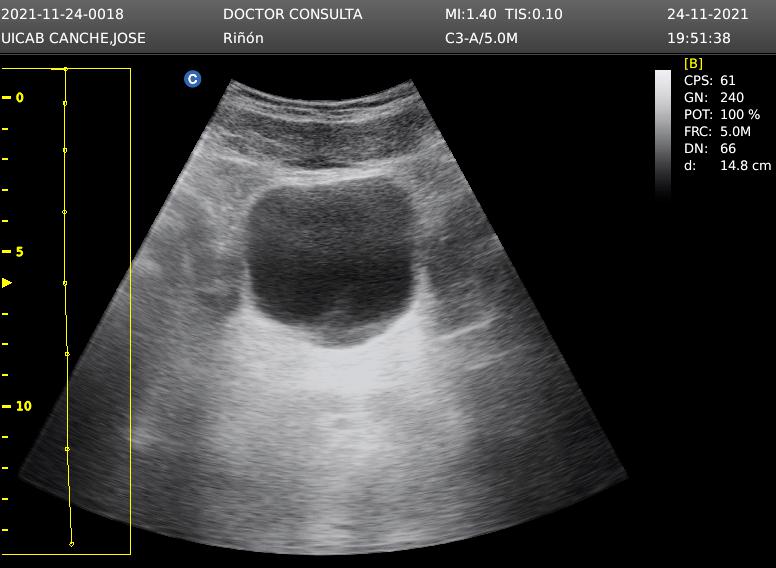 2021-11-24-0018 DOCTOR CONSULTA MI:1.40 TIS:0.10 24-11-2021
UICAB CANCHE,JOSE Riñón C3-A/5.0M 19:51:38
C
[B]
CPS: 61
GN: 240
POT: 100 %
FRC: 5.0M
DN: 66
d: 14.8 cm
0
5
10